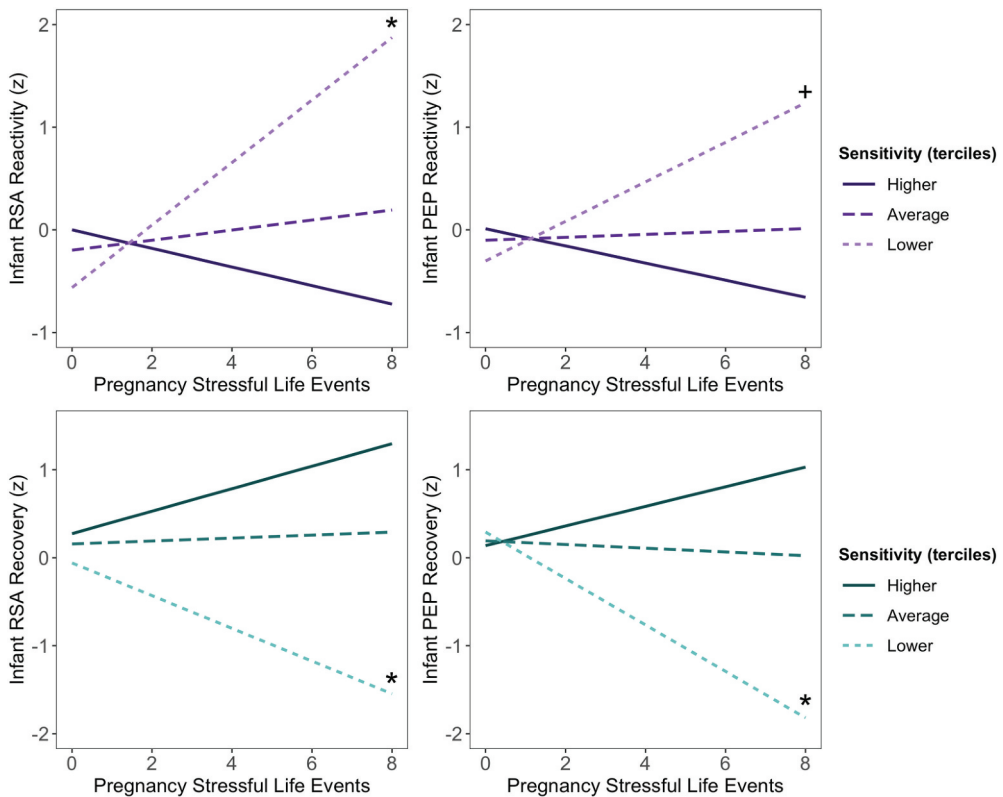 Infant RSA Reactivity (z)
2
1
0
-1
*
0 2 4 6 8
Pregnancy Stressful Life Events
Infant PEP Reactivity (z)
2
1
0
-1
+
0 2 4 6 8
Pregnancy Stressful Life Events
Sensitivity (terciles)
Higher
Average
Lower
Infant RSA Recovery (z)
1
0
-1
-2
*
0 2 4 6 8
Pregnancy Stressful Life Events
Infant PEP Recovery (z)
1
0
-1
-2
*
0 2 4 6 8
Pregnancy Stressful Life Events
Sensitivity (terciles)
Higher
Average
Lower